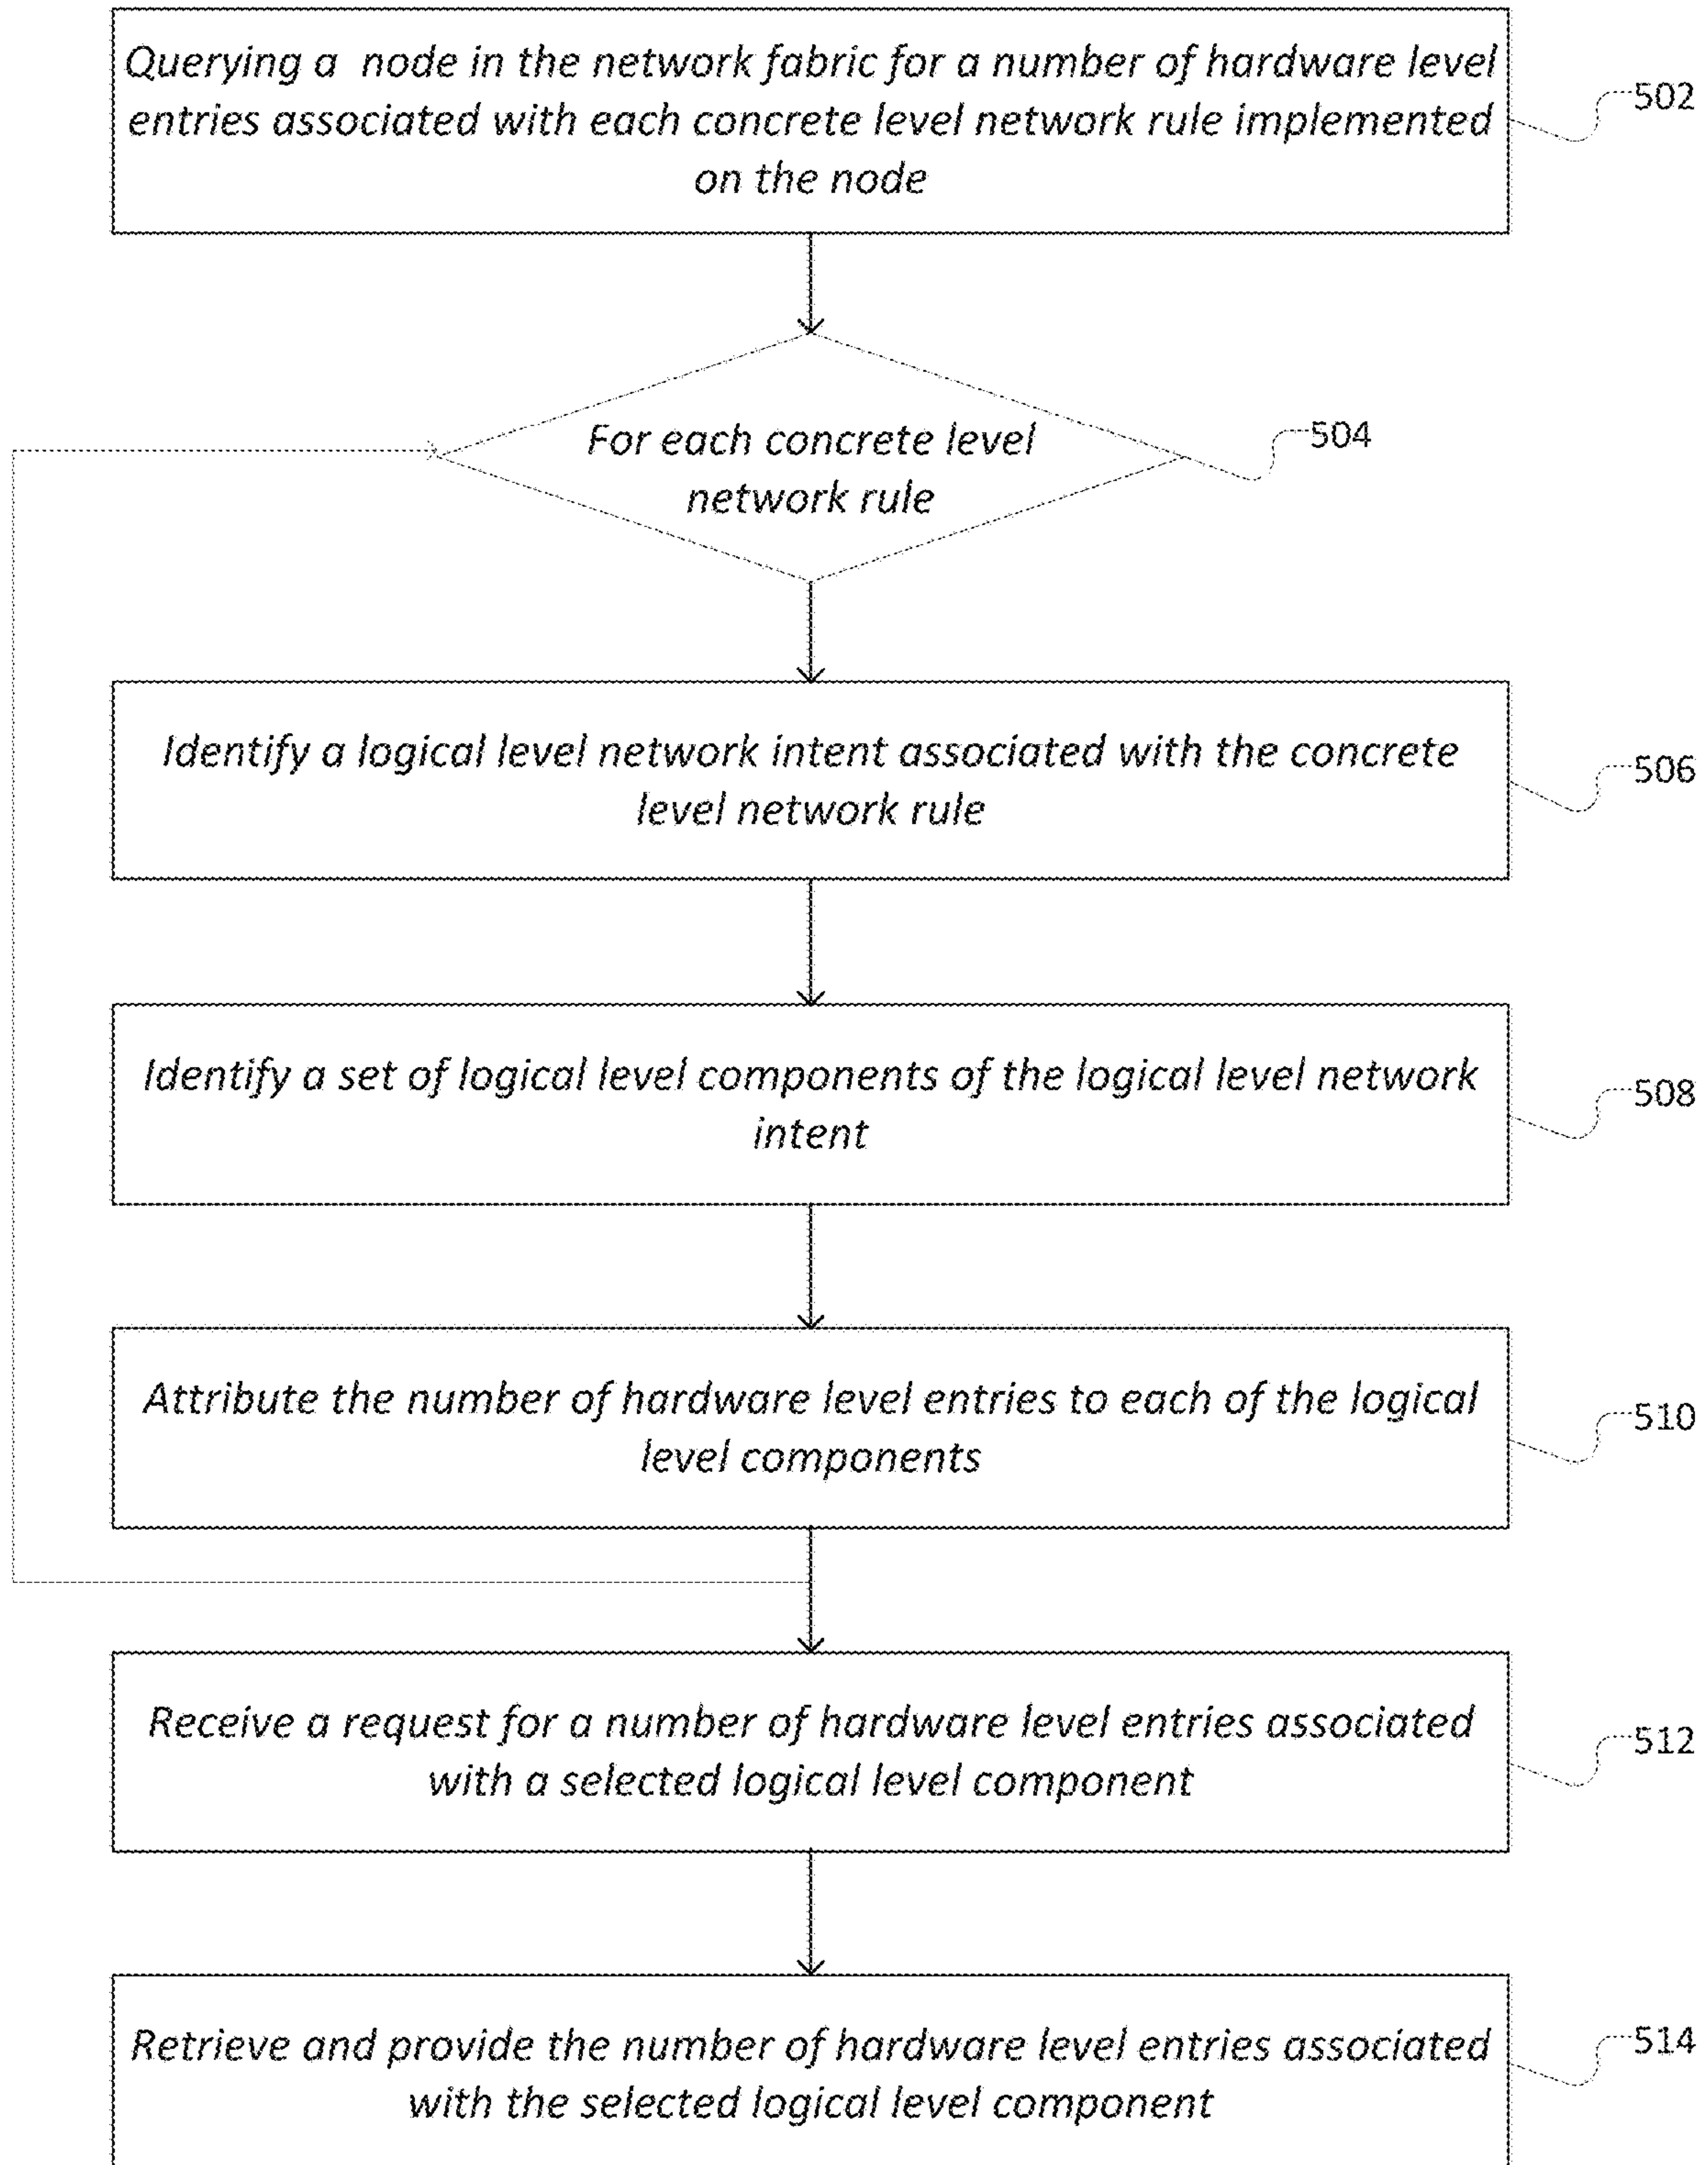 Querying a node in the network fabric for a number of hardware level
entries associated with each concrete level network rule implemented
on the node
502
For each concrete level
network rule
504
Identify a logical level network intent associated with the concrete
level network rule
506
Identify a set of logical level components of the logical level network
intent
508
Attribute the number of hardware level entries to each of the logical
level components
510
Receive a request for a number of hardware level entries associated
with a selected logical level component
512
Retrieve and provide the number of hardware level entries associated
with the selected logical level component
514